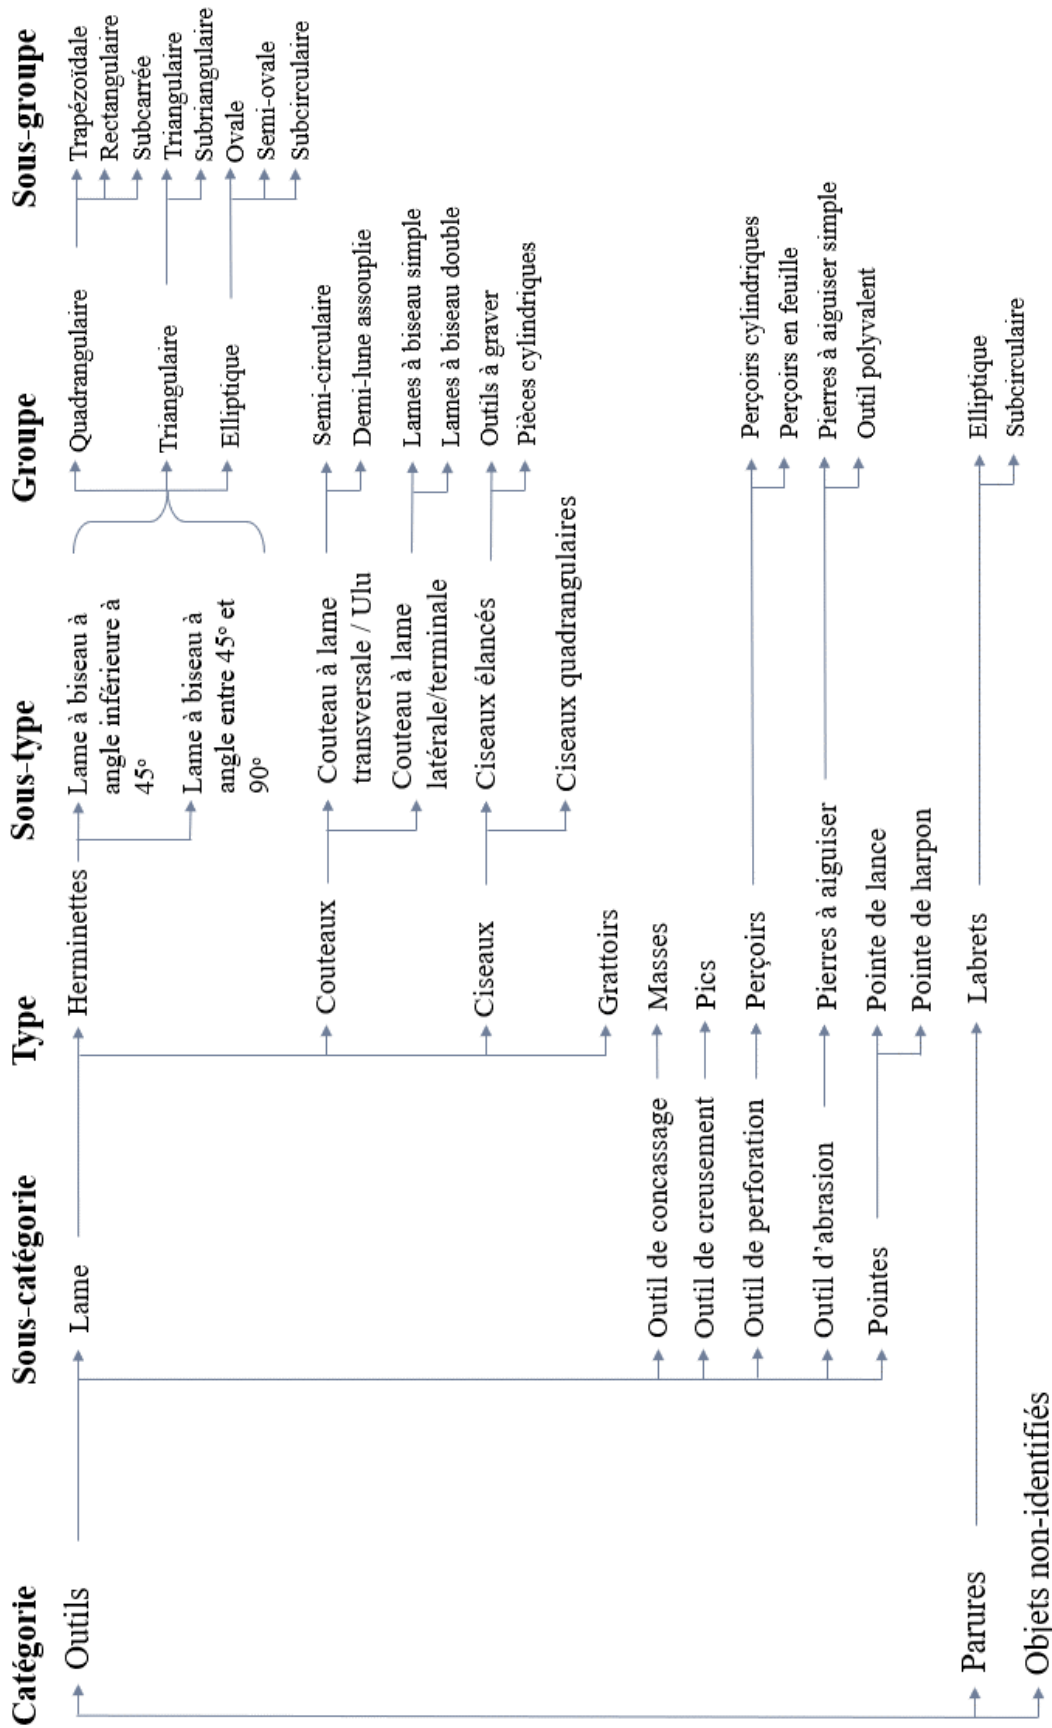 Catégorie
Sous-catégorie
Type
Sous-type
Groupe
Sous-groupe
Outils
Lame
Herminettes
Lame à biseau à
angle inférieure à
45º
Lame à biseau à
angle entre 45º et
90º
Quadrangulaire
Trapézoïdale
Rectangulaire
Subcarrée
Triangulaire
Triangulaire
Subriangulaire
Elliptique
Ovale
Semi-ovale
Subcirculaire
Couteaux
Couteau à lame
transversale / Ulu
Semi-circulaire
Demi-lune assouplie
Couteau à lame
latérale/terminale
Lames à biseau simple
Lames à biseau double
Ciseaux
Ciseaux élancés
Outils à graver
Pièces cylindriques
Ciseaux quadrangulaires
Grattoirs
Outil de concassage
Masses
Outil de creusement
Pics
Outil de perforation
Perçoirs
Perçoirs cylindriques
Perçoirs en feuille
Outil d’abrasion
Pierres à aiguiser
Pierres à aiguiser simple
Outil polyvalent
Pointes
Pointe de lance
Pointe de harpon
Parures
Labrets
Elliptique
Subcirculaire
Objets non-identifiés